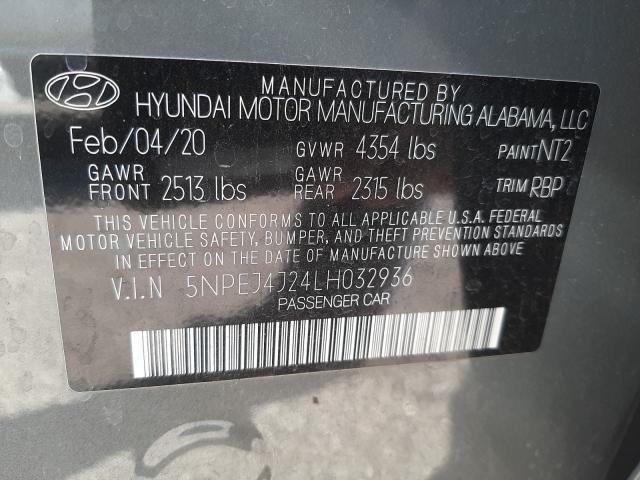 MANUFACTURED BY
HYUNDAI MOTOR MANUFACTURING ALABAMA, LLC
Feb/04/20 GVWR 4354 lbs PAINT NT2
GAWR FRONT 2513 lbs GAWR REAR 2315 lbs TRIM RBP
THIS VEHICLE CONFORMS TO ALL APPLICABLE U.S.A. FEDERAL
MOTOR VEHICLE SAFETY, BUMPER, AND THEFT PREVENTION STANDARDS
IN EFFECT ON THE DATE OF MANUFACTURE SHOWN ABOVE.
V.I.N 5NPEJ4J24LH032936
PASSENGER CAR